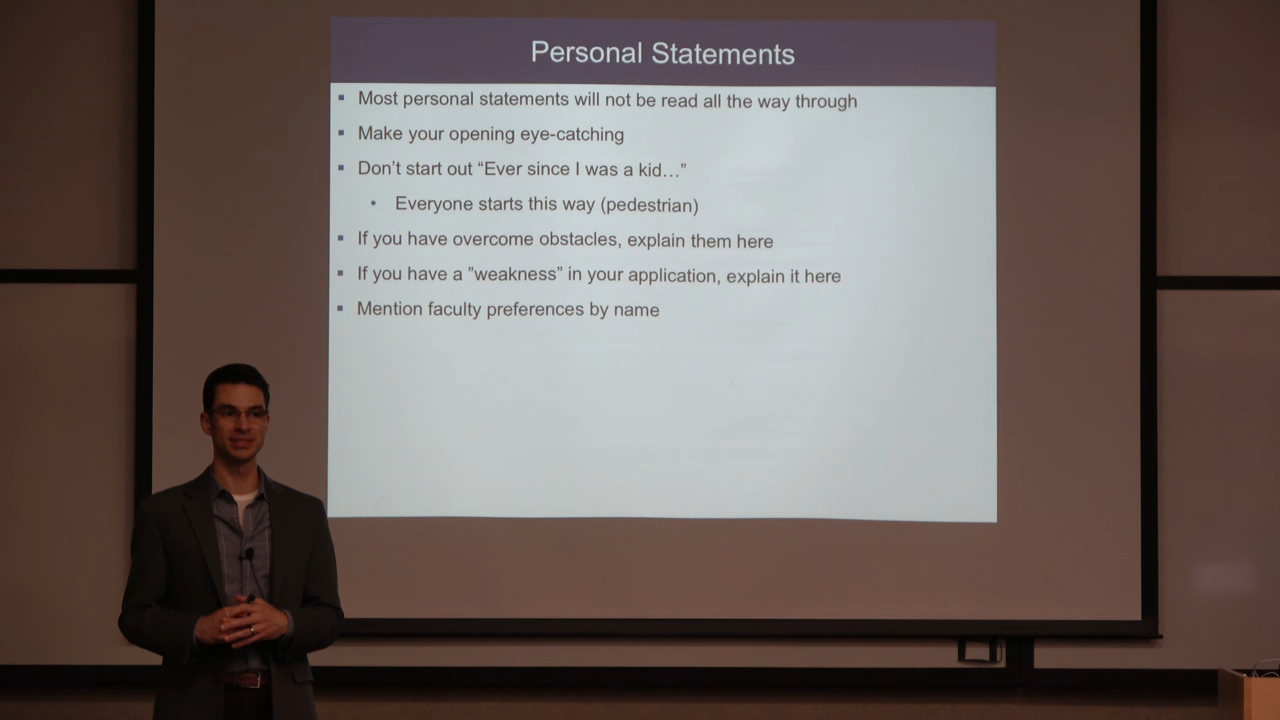 Personal Statements
▪ Most personal statements will not be read all the way through
▪ Make your opening eye-catching
▪ Don't start out “Ever since I was a kid…”
• Everyone starts this way (pedestrian)
▪ If you have overcome obstacles, explain them here
▪ If you have a ”weakness” in your application, explain it here
▪ Mention faculty preferences by name